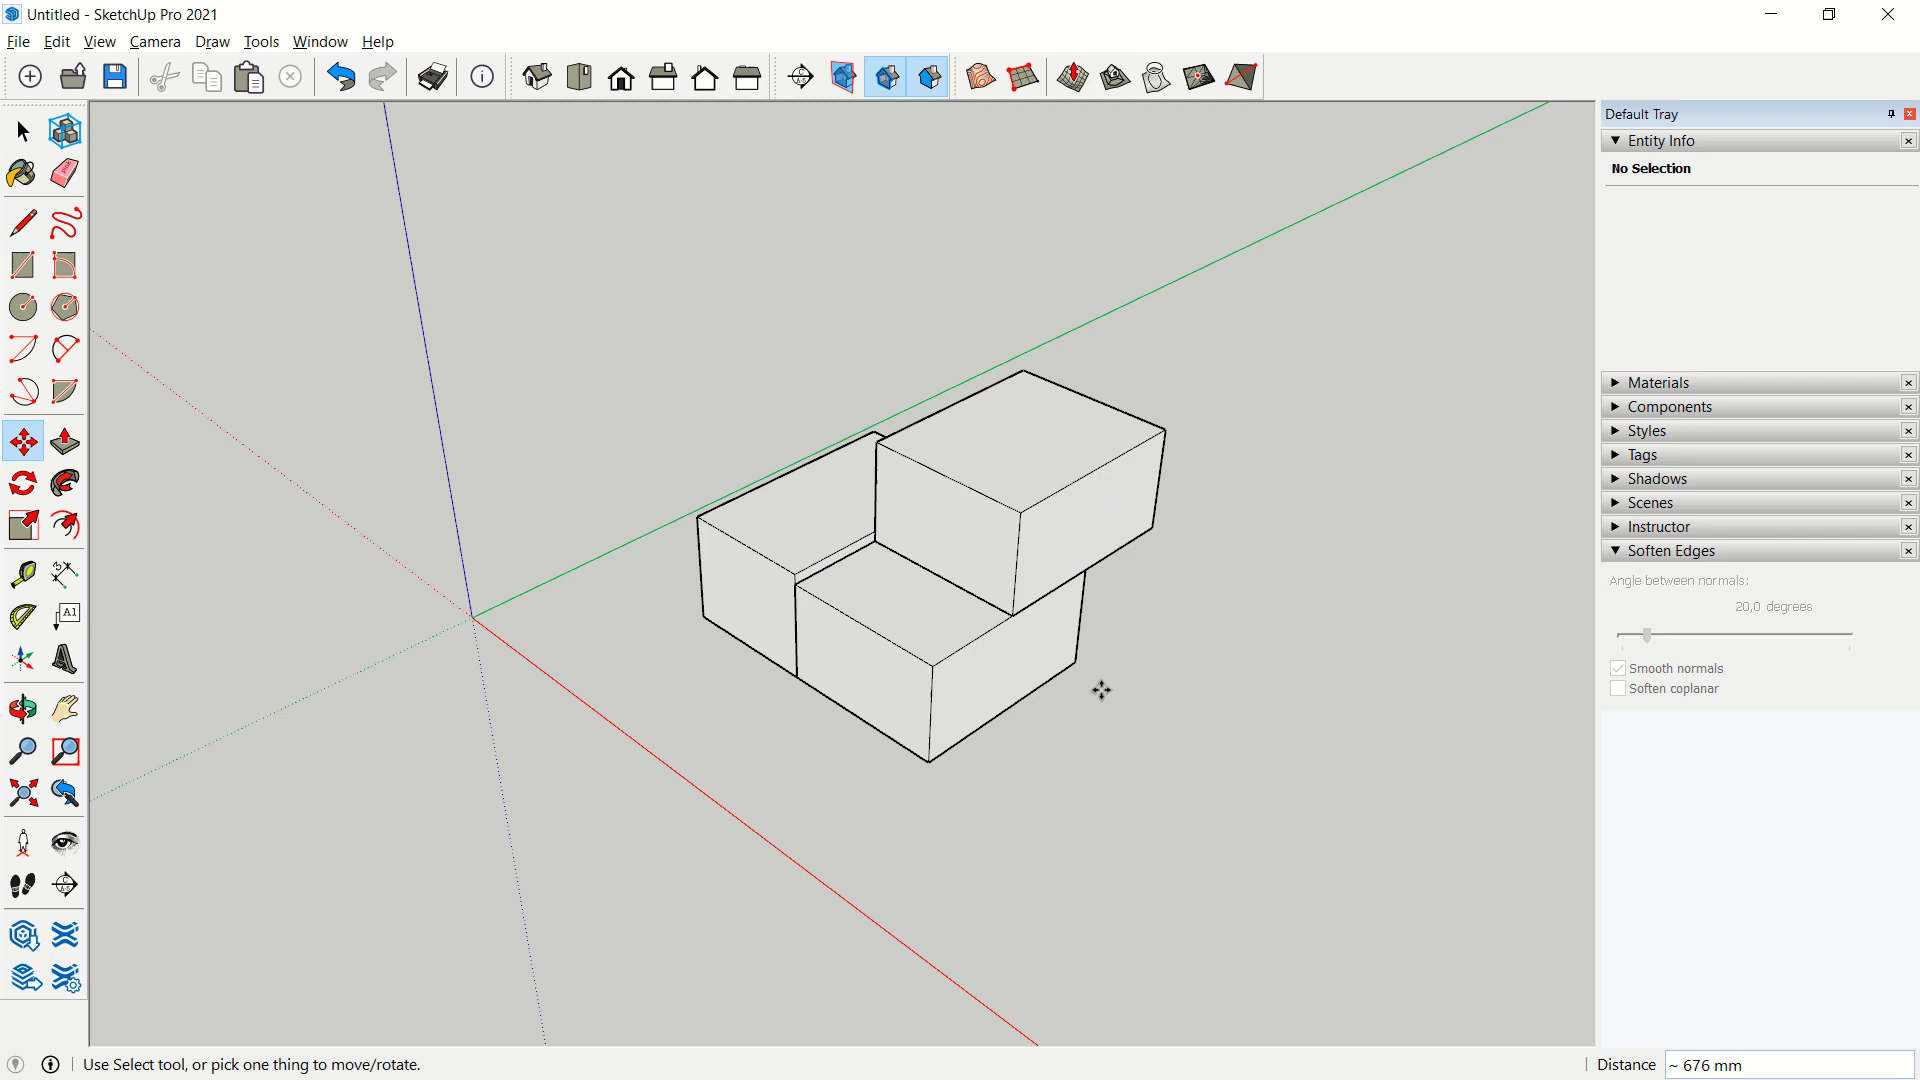 Untitled - SketchUp Pro 2021
File Edit View Camera Draw Tools Window Help
Default Tray
Entity Info
No Selection
Materials
Components
Styles
Tags
Shadows
Scenes
Instructor
Soften Edges
Angle between normals:
20,0 degrees
Smooth normals
Soften coplanar
A1
Use Select tool, or pick one thing to move/rotate.
Distance ~ 676 mm